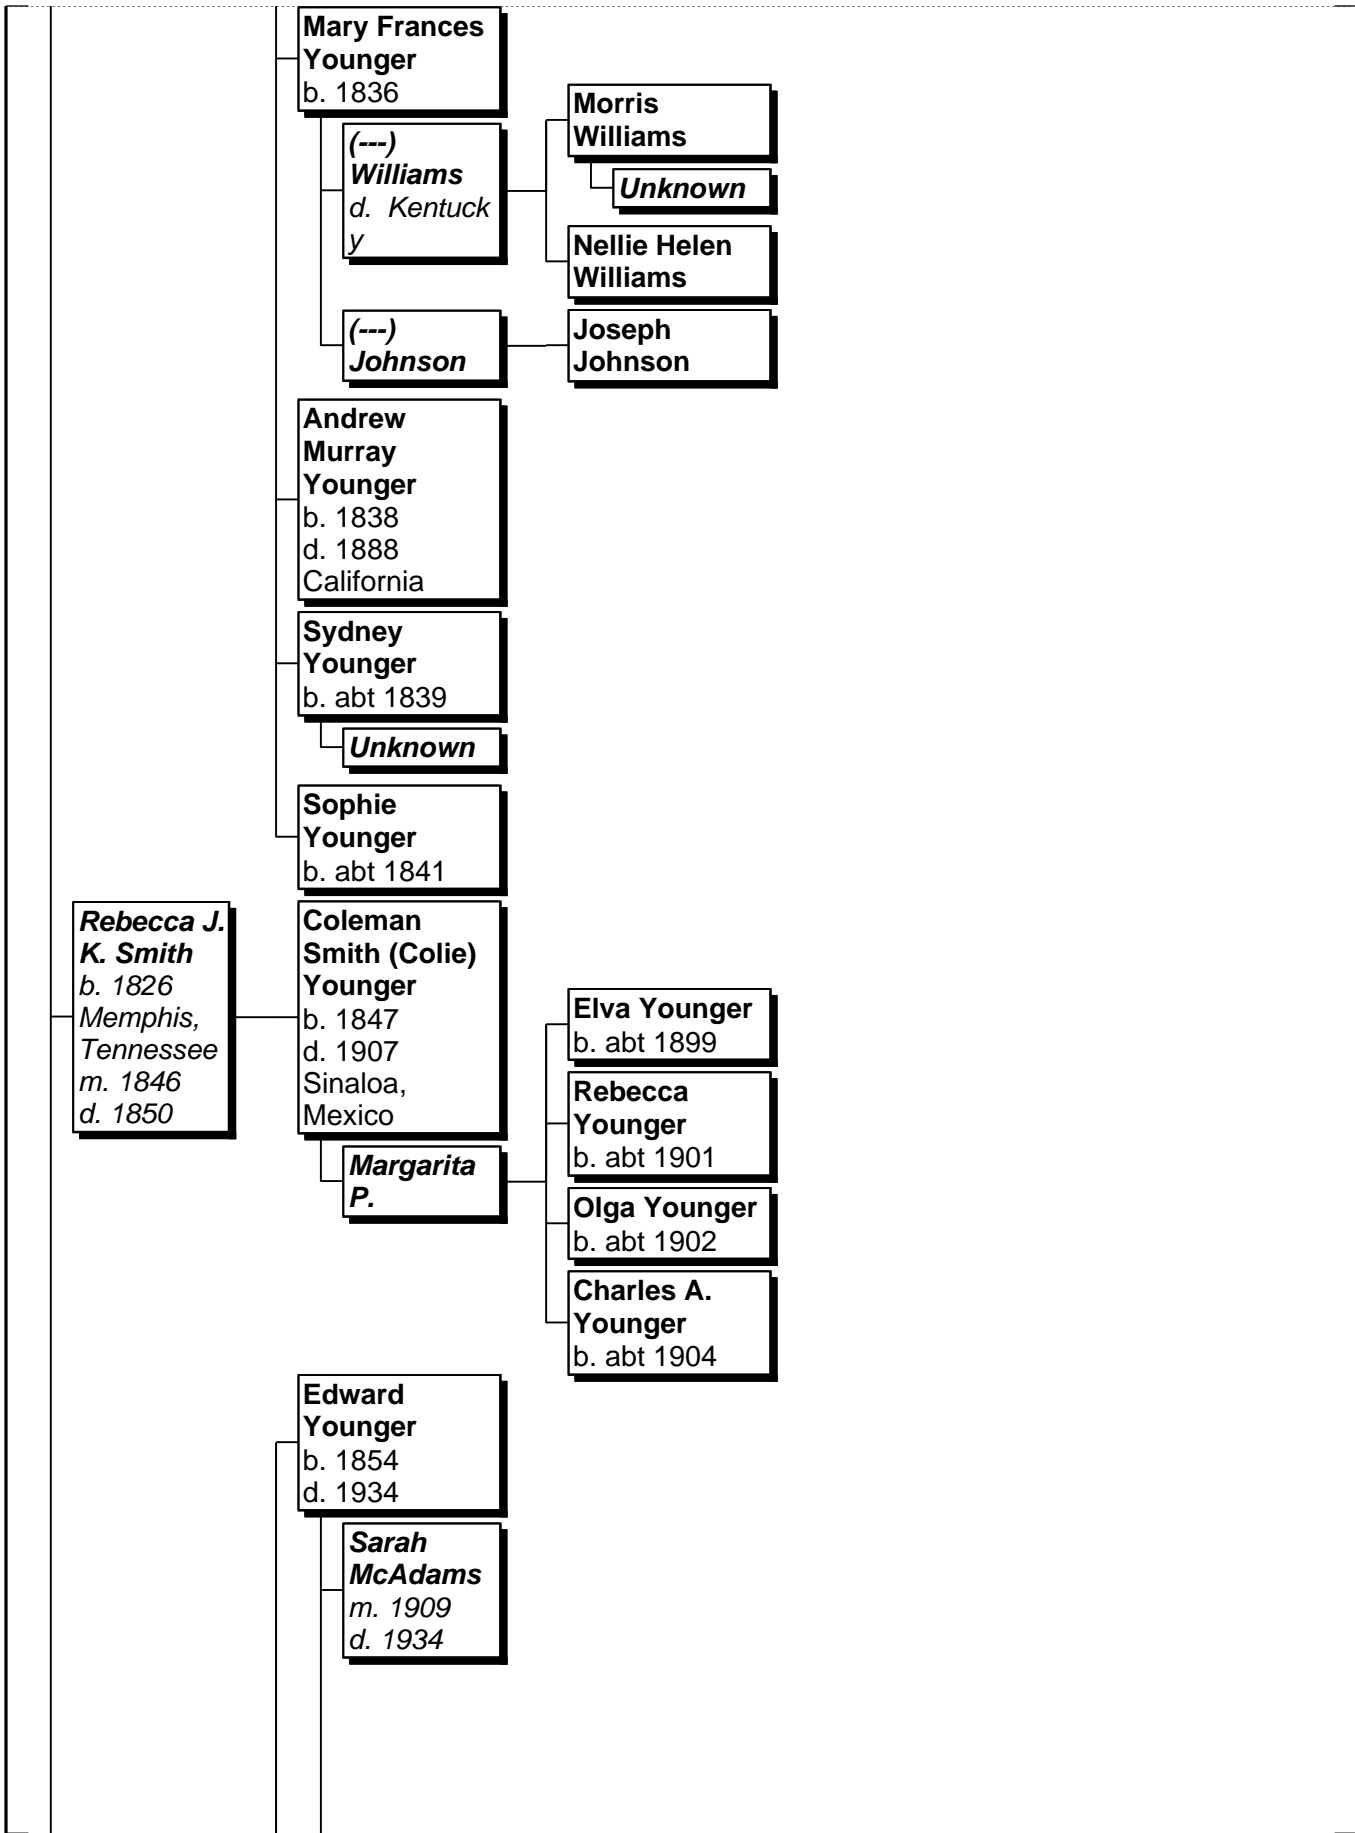 Mary Frances
Younger
b. 1836
(---)
Williams
d.  Kentuck
y
Morris
Williams
Unknown
Nellie Helen
Williams
(---)
Johnson
Joseph
Johnson
Andrew
Murray
Younger
b. 1838
d. 1888
California
Sydney
Younger
b. abt 1839
Unknown
Sophie
Younger
b. abt 1841
Rebecca J.
K. Smith
b. 1826
Memphis,
Tennessee
m. 1846
d. 1850
Coleman
Smith (Colie)
Younger
b. 1847
d. 1907
Sinaloa,
Mexico
Margarita
P.
Elva Younger
b. abt 1899
Rebecca
Younger
b. abt 1901
Olga Younger
b. abt 1902
Charles A.
Younger
b. abt 1904
Edward
Younger
b. 1854
d. 1934
Sarah
McAdams
m. 1909
d. 1934